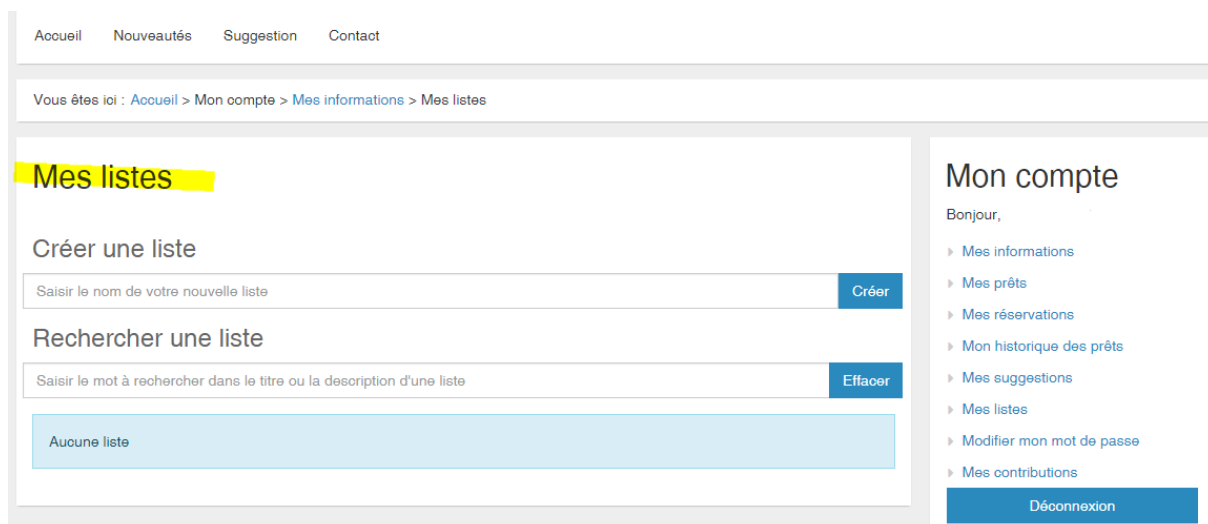 Accueil Nouveautés Suggestion Contact
Vous êtes ici : Accueil > Mon compte > Mes informations > Mes listes
Mes listes
Créer une liste
Saisir le nom de votre nouvelle liste Créer
Rechercher une liste
Saisir le mot à rechercher dans le titre ou la description d'une liste Effacer
Aucune liste
Mon compte
Bonjour,
Mes informations
Mes prêts
Mes réservations
Mon historique des prêts
Mes suggestions
Mes listes
Modifier mon mot de passe
Mes contributions
Déconnexion